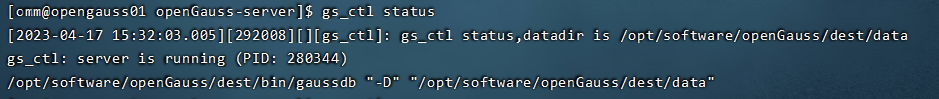 [omm@opengauss01 openGauss-server]$ gs_ctl status
[2023-04-17 15:32:03.005][292008][][gs_ctl]: gs_ctl status,datadir is /opt/software/openGauss/dest/data
gs_ctl: server is running (PID: 280344)
/opt/software/openGauss/dest/bin/gaussdb "-D" "/opt/software/openGauss/dest/data"